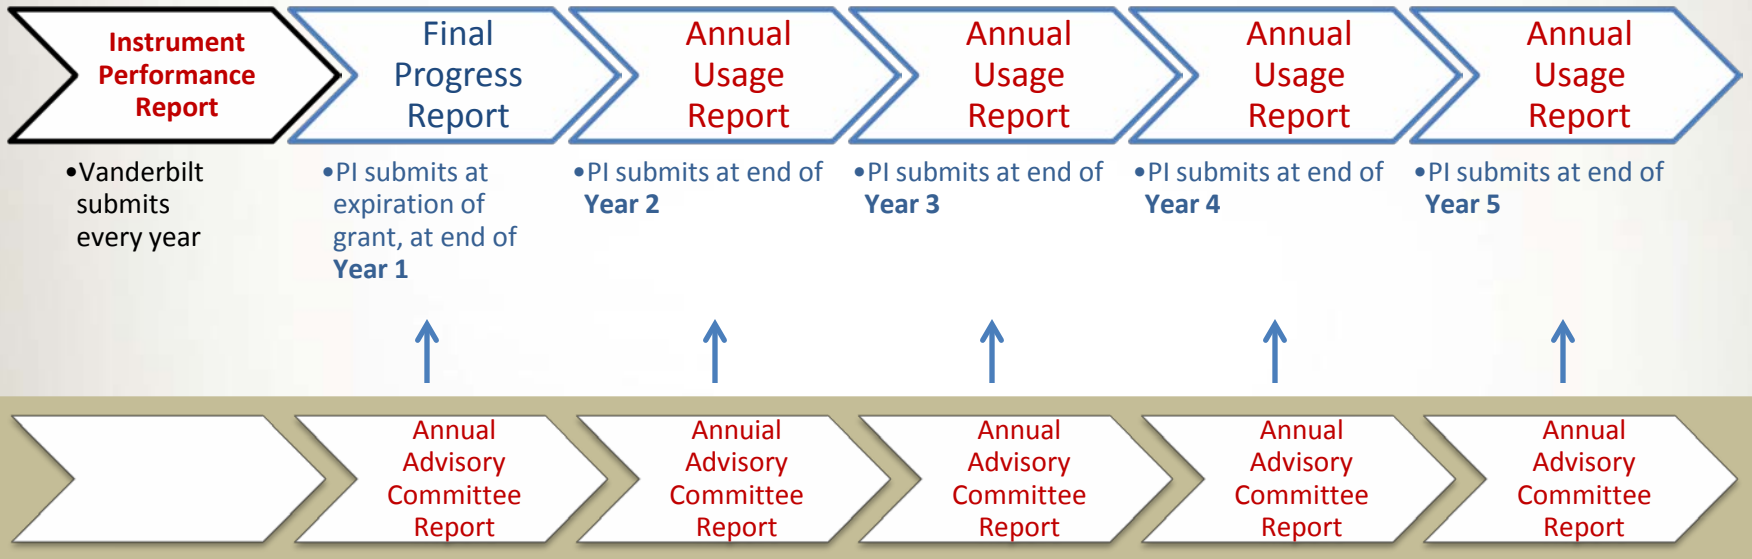 Instrument
Performance
Report
Final
Progress
Report
Annual
Usage
Report
Annual
Usage
Report
Annual
Usage
Report
Annual
Usage
Report
•Vanderbilt
submits
every year
•PI submits at
expiration of
grant, at end of
Year 1
•PI submits at end of
Year 2
•PI submits at end of
Year 3
•PI submits at end of
Year 4
•PI submits at end of
Year 5
Annual
Advisory
Committee
Report
Annuial
Advisory
Committee
Report
Annual
Advisory
Committee
Report
Annual
Advisory
Committee
Report
Annual
Advisory
Committee
Report